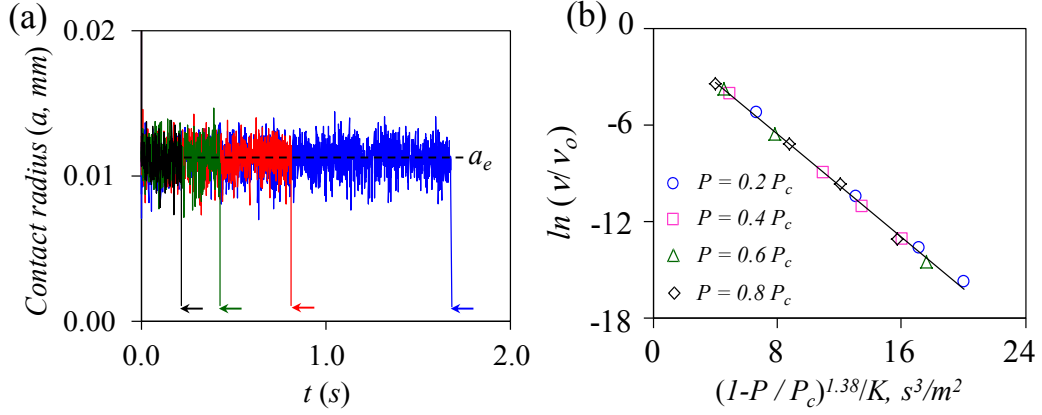 (a)
Contact radius (a, mm)
0.02
0.01
0.00
a_e
0.0
1.0
2.0
t (s)
(b)
ln (ν/ν_o)
-0
-6
-12
-18
P = 0.2 P_c
P = 0.4 P_c
P = 0.6 P_c
P = 0.8 P_c
0
8
16
24
(1-P / P_c)^1.38/K, s^3/m^2